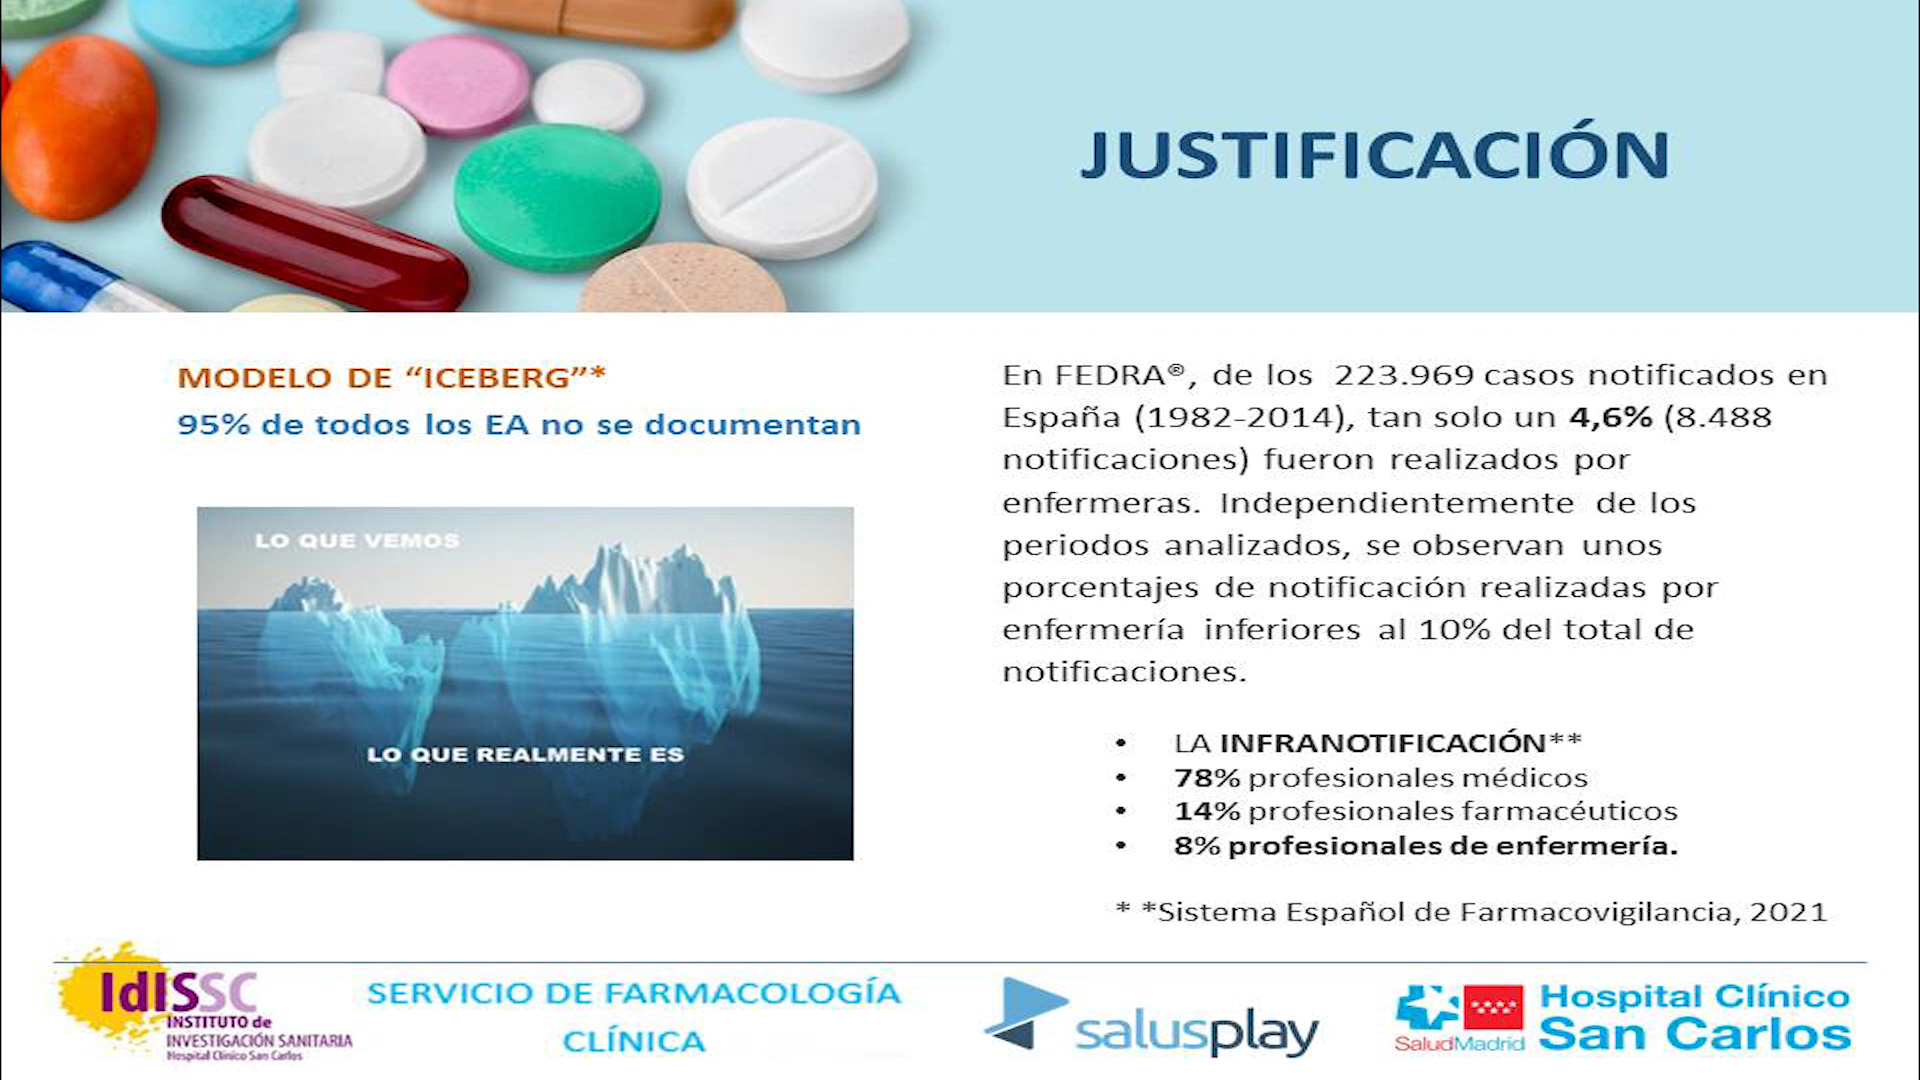 JUSTIFICACIÓN
MODELO DE “ICEBERG”*
95% de todos los EA no se documentan
LO QUE VEMOS
LO QUE REALMENTE ES
En FEDRA®, de los 223.969 casos notificados en
España (1982-2014), tan solo un 4,6% (8.488
notificaciones) fueron realizados por
enfermeras. Independientemente de los
periodos analizados, se observan unos
porcentajes de notificación realizadas por
enfermería inferiores al 10% del total de
notificaciones.
• LA INFRANOTIFICACIÓN**
• 78% profesionales médicos
• 14% profesionales farmacéuticos
• 8% profesionales de enfermería.
* *Sistema Español de Farmacovigilancia, 2021
IdISSC
INSTITUTO de
INVESTIGACIÓN SANITARIA
Hospital Clínico San Carlos
SERVICIO DE FARMACOLOGÍA
CLÍNICA
salusplay
SaludMadrid
Hospital Clínico
San Carlos